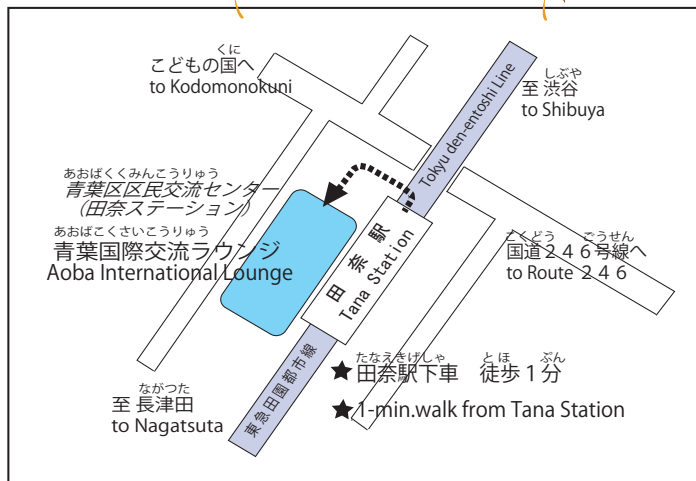 くに
こどもの国へ
to Kodomonokuni
Tokyu den-entoshi Line
しぶや
至 渋谷
to Shibuya
あおばくくみんこうりゅう
青葉区区民交流センター
（田奈ステーション）
あおばこくさいこうりゅう
青葉国際交流ラウンジ
Aoba International Lounge
田奈駅
Tana Station
こくどう ごうせん
国道２４６号線へ
to Route ２４６
東急田園都市線
ながつた
至 長津田
to Nagatsuta
たなえきげしゃ とほ ぷん
★ 田奈駅下車 徒歩１分
★ 1-min.walk from Tana Station